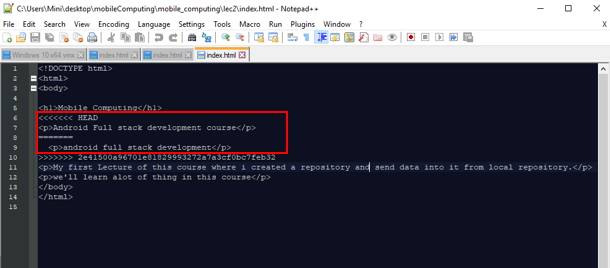 C:\Users\Mini\desktop\mobileComputing\mobile_computing\lec2\index.html - Notepad++
File Edit Search View Encoding Language Settings Tools Macro Run Plugins Window ?
X
Windows 10 x64.vmx index.html index.html index.html
1 <!DOCTYPE html>
2 <html>
3 <body>
4
5 <h1>Mobile Computing</h1>
6 <<<<<<< HEAD
7 <p>Android Full stack development course</p>
8 =======
9 <p>android full stack development</p>
10 >>>>>>> 2e41500a96701e81829993272a7a3cf0bc7feb32
11 <p>My first Lecture of this course where i created a repository and send data into it from local repository.</p>
12 <p>we'll learn alot of thing in this course</p>
13 </body>
14 </html>
15